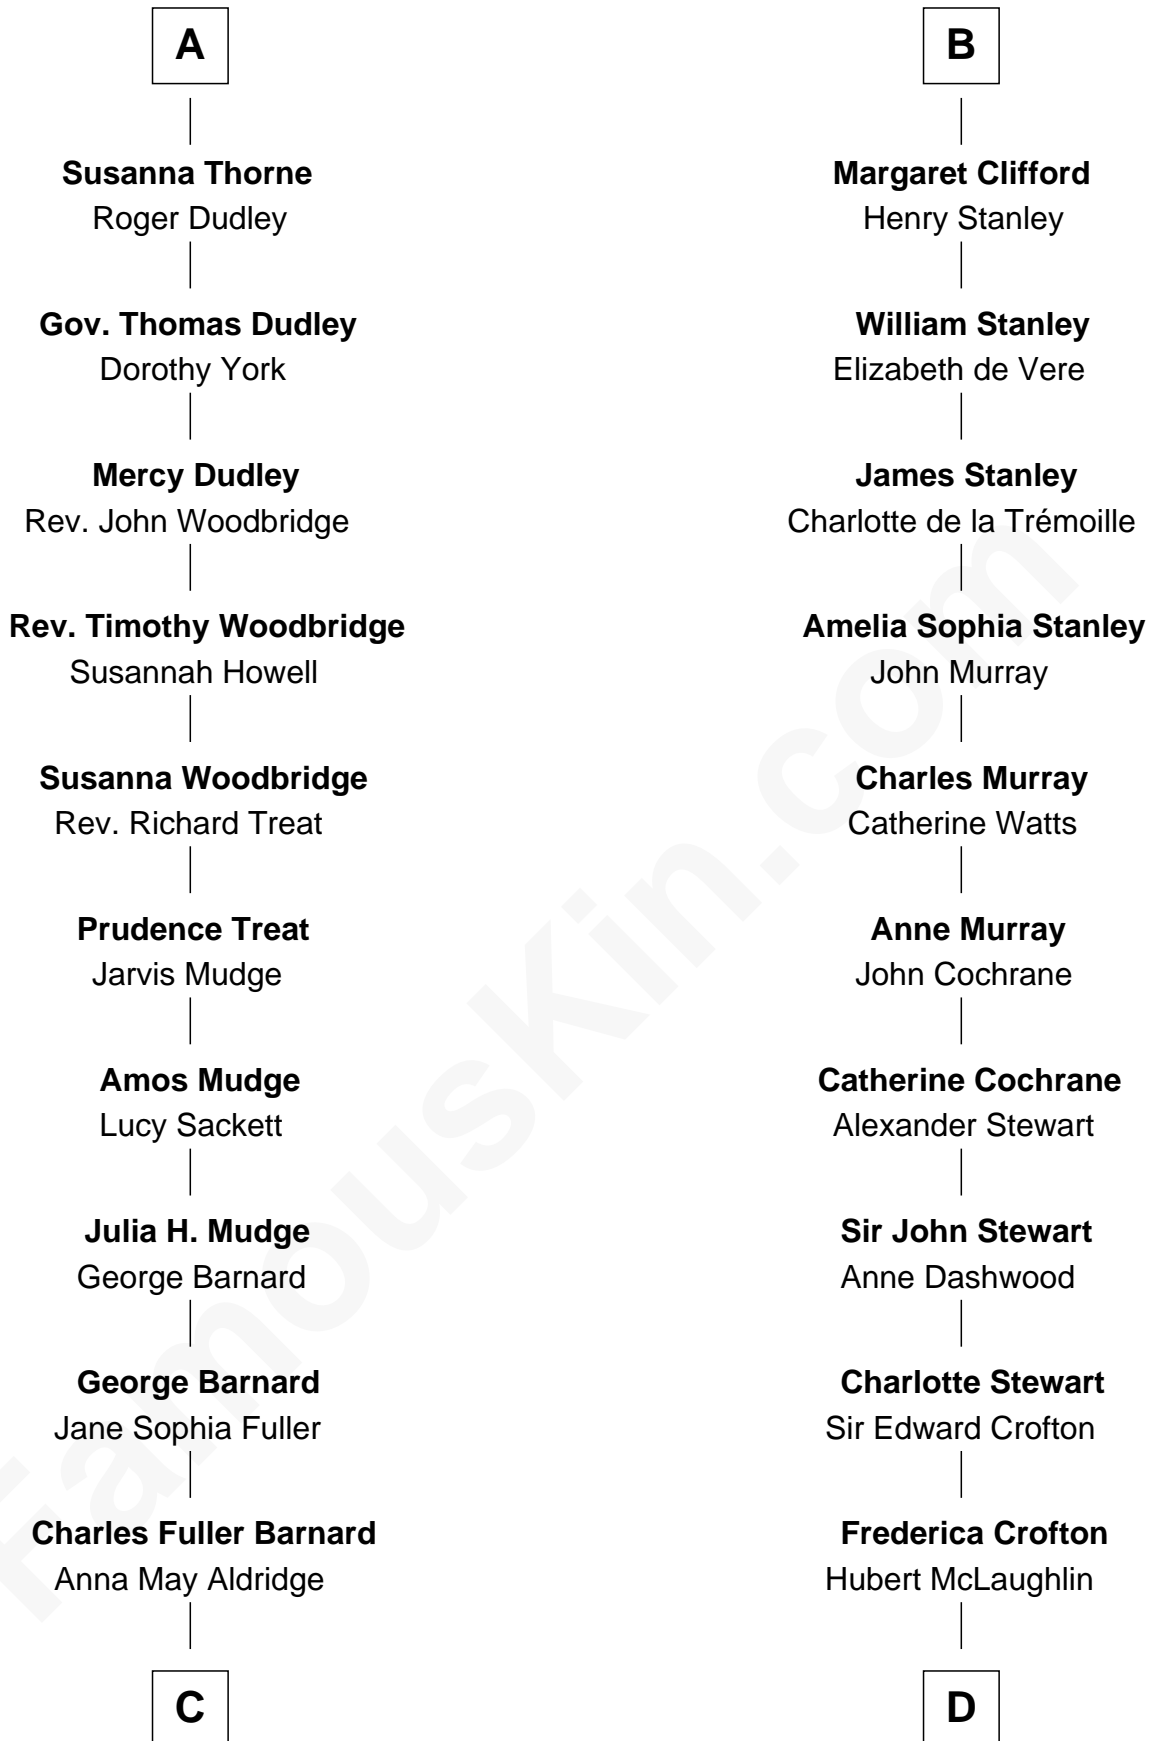 A
Susanna Thorne
Roger Dudley
Gov. Thomas Dudley
Dorothy York
Mercy Dudley
Rev. John Woodbridge
Rev. Timothy Woodbridge
Susannah Howell
Susanna Woodbridge
Rev. Richard Treat
Prudence Treat
Jarvis Mudge
Amos Mudge
Lucy Sackett
Julia H. Mudge
George Barnard
George Barnard
Jane Sophia Fuller
Charles Fuller Barnard
Anna May Aldridge
C
B
Margaret Clifford
Henry Stanley
William Stanley
Elizabeth de Vere
James Stanley
Charlotte de la Trémoille
Amelia Sophia Stanley
John Murray
Charles Murray
Catherine Watts
Anne Murray
John Cochrane
Catherine Cochrane
Alexander Stewart
Sir John Stewart
Anne Dashwood
Charlotte Stewart
Sir Edward Crofton
Frederica Crofton
Hubert McLaughlin
D
FamousKin.com